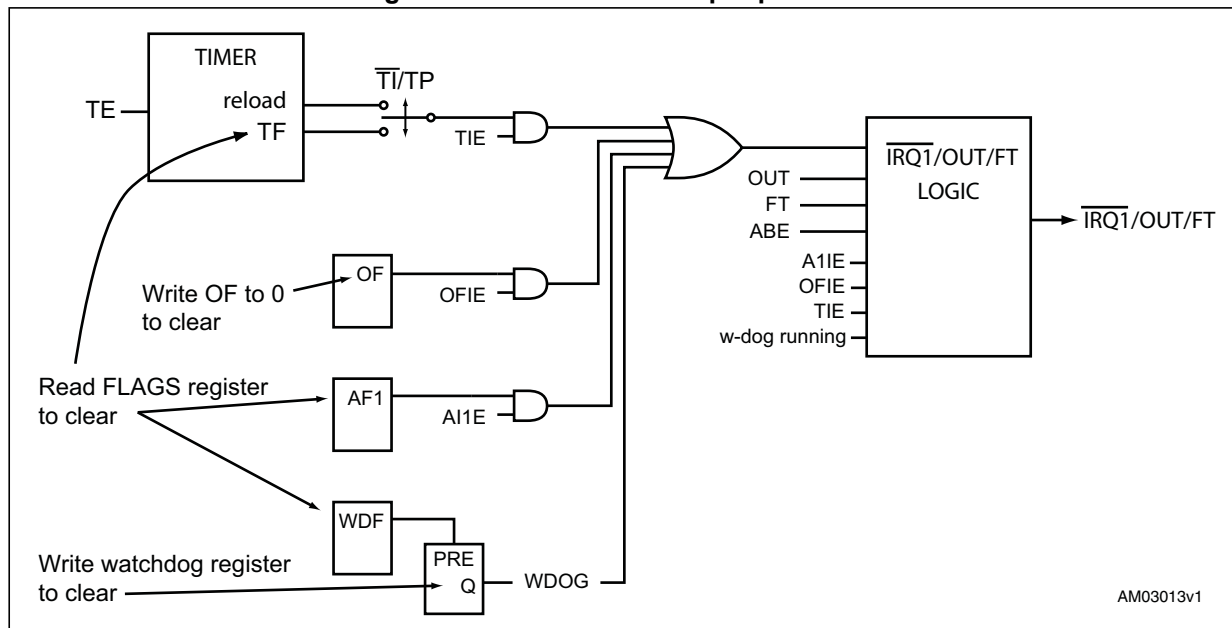 TIMER
TI/TP
reload
TE
TF
TIE
IRQ1/OUT/FT
LOGIC
OUT
FT
ABE
IRQ1/OUT/FT
A1IE
OFIE
TIE
w-dog running
OF
OFIE
Write OF to 0
to clear
Read FLAGS register
to clear
AF1
AI1E
WDF
PRE
Q
WDOG
Write watchdog register
to clear
AM03013v1